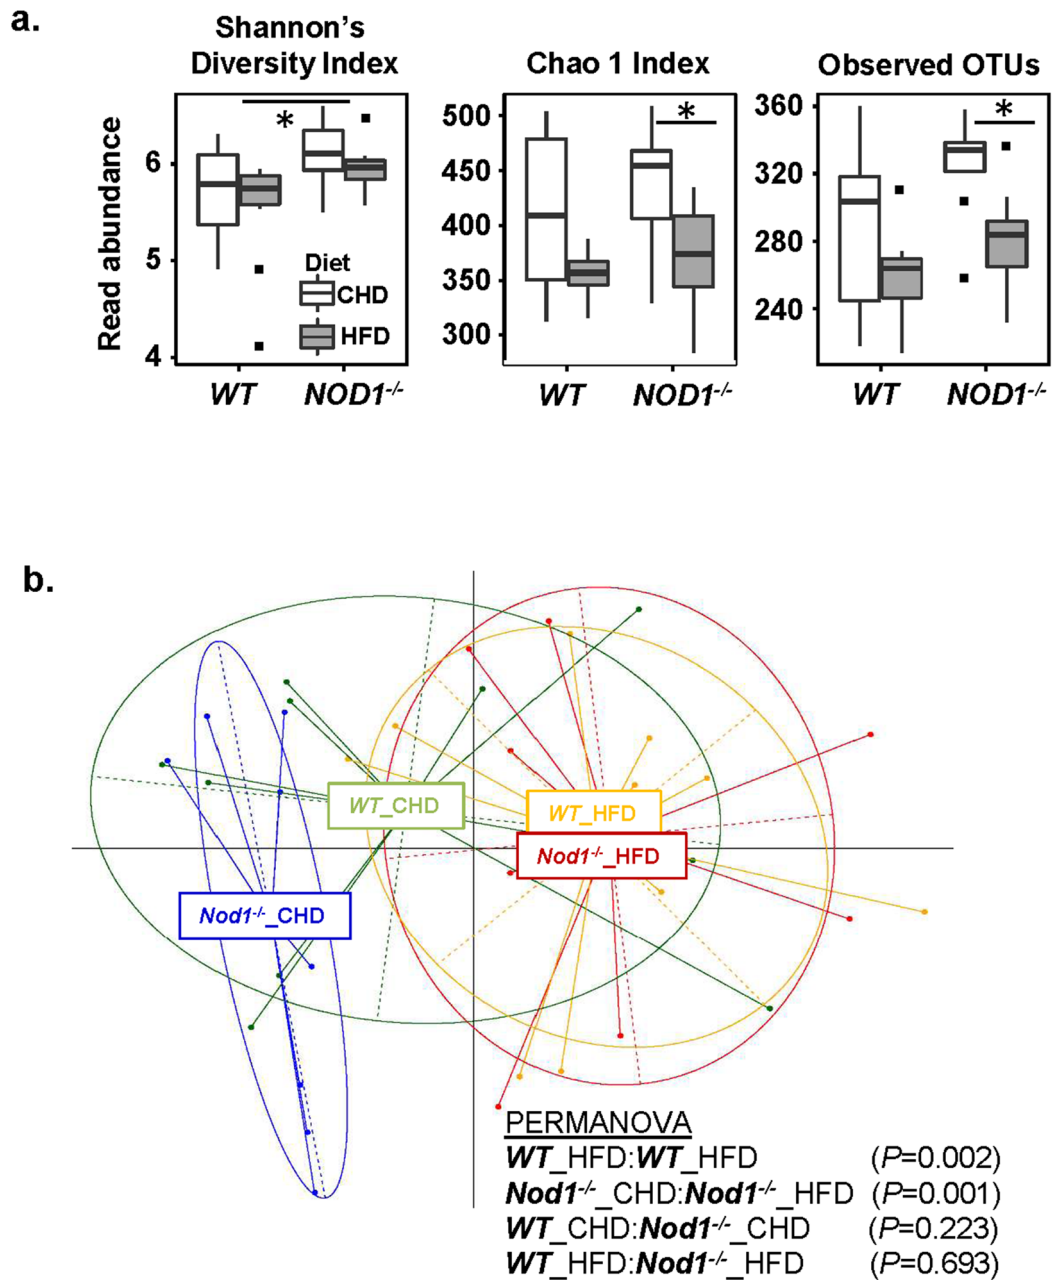 a.
Shannon's
Diversity Index
Chao 1 Index
Observed OTUs
Read abundance
6
5
4
*
Diet
CHD
HFD
WT
NOD1-/-
500
450
400
350
300
*
WT
NOD1-/-
360
320
280
240
*
WT
NOD1-/-
b.
WT_CHD
WT_HFD
Nod1-/-_HFD
Nod1-/-_CHD
PERMANOVA
WT_HFD:WT_HFD (P=0.002)
Nod1-/-_CHD:Nod1-/-_HFD (P=0.001)
WT_CHD:Nod1-/-_CHD (P=0.223)
WT_HFD:Nod1-/-_HFD (P=0.693)